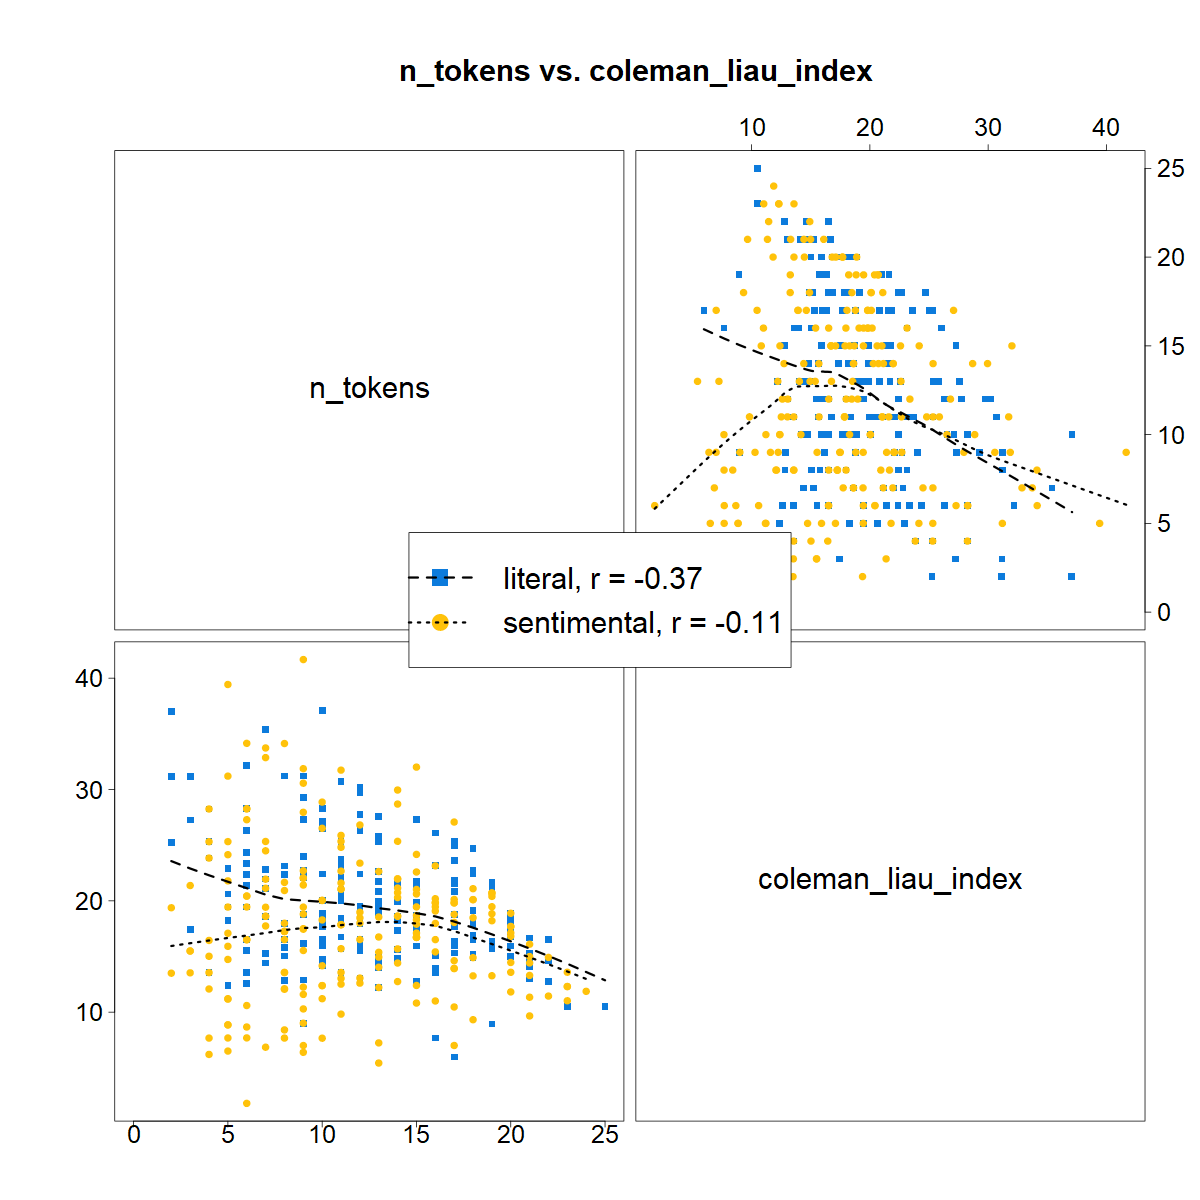 n_tokens vs. coleman_liau_index
10 20 30 40
n_tokens
25
20
15
10
5
0
literal, r = -0.37
sentimental, r = -0.11
40
30
20
10
coleman_liau_index
0 5 10 15 20 25